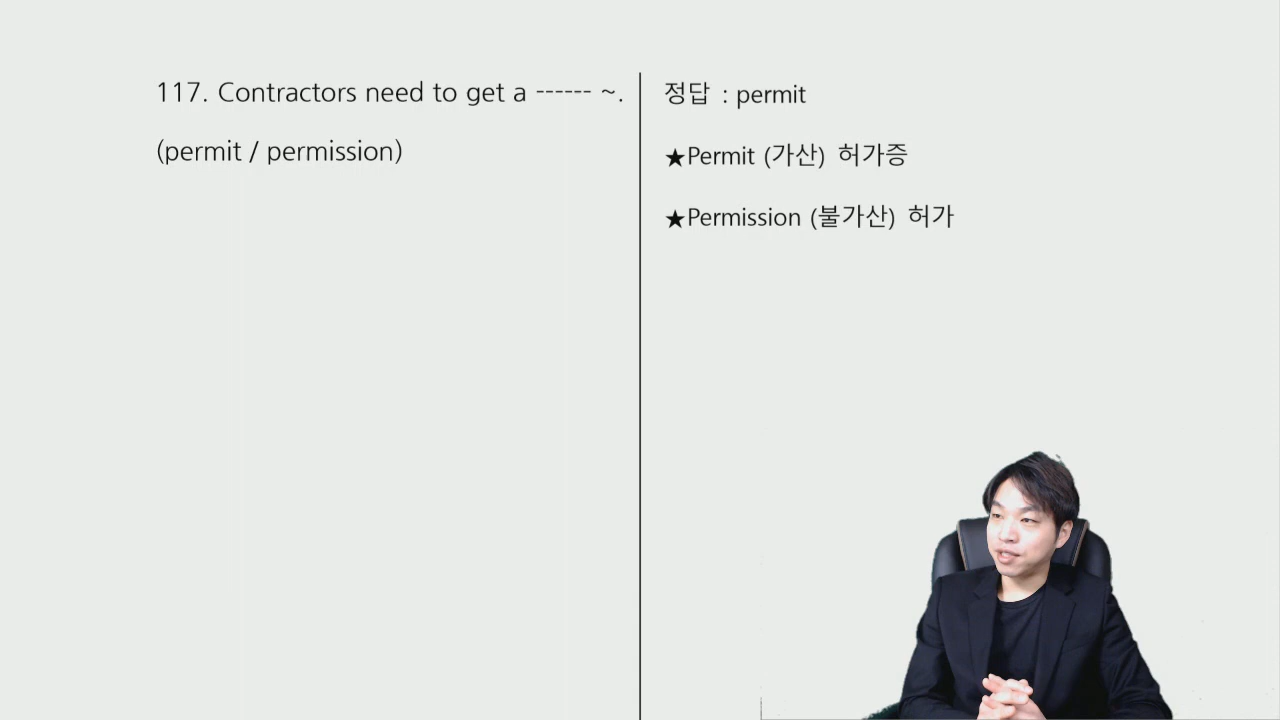 117. Contractors need to get a ------ ~.
(permit / permission)
정답 : permit
★Permit (가산) 허가증
★Permission (불가산) 허가